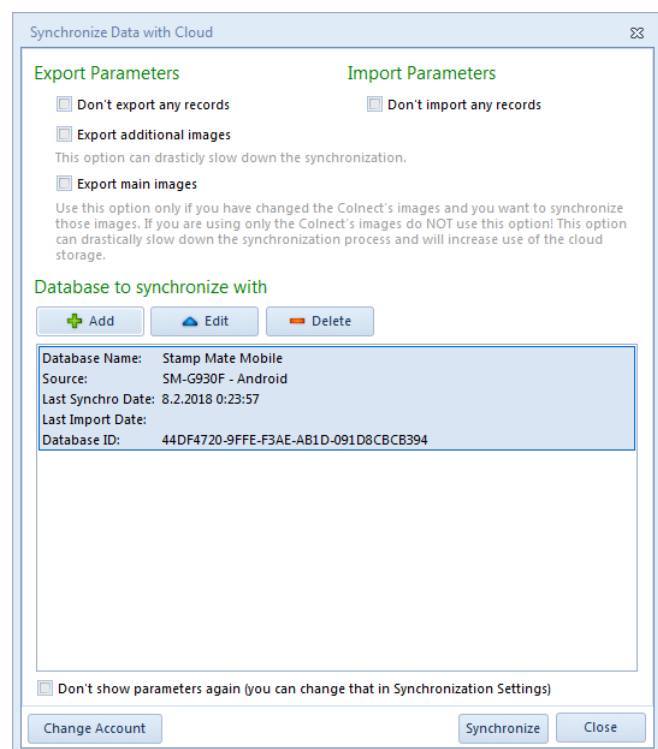 Synchronize Data with Cloud
Export Parameters
Import Parameters
Don't export any records
Don't import any records
Export additional images
This option can drasticly slow down the synchronization.
Export main images
Use this option only if you have changed the Colnect's images and you want to synchronize
those images. If you are using only the Colnect's images do NOT use this option! This option
can drastically slow down the synchronization process and will increase use of the cloud
storage.
Database to synchronize with
Add
Edit
Delete
Database Name: Stamp Mate Mobile
Source: SM-G930F - Android
Last Synchro Date: 8.2.2018 0:23:57
Last Import Date:
Database ID: 44DF4720-9FFE-F3AE-AB1D-091D8CBCB394
Don't show parameters again (you can change that in Synchronization Settings)
Change Account
Synchronize
Close